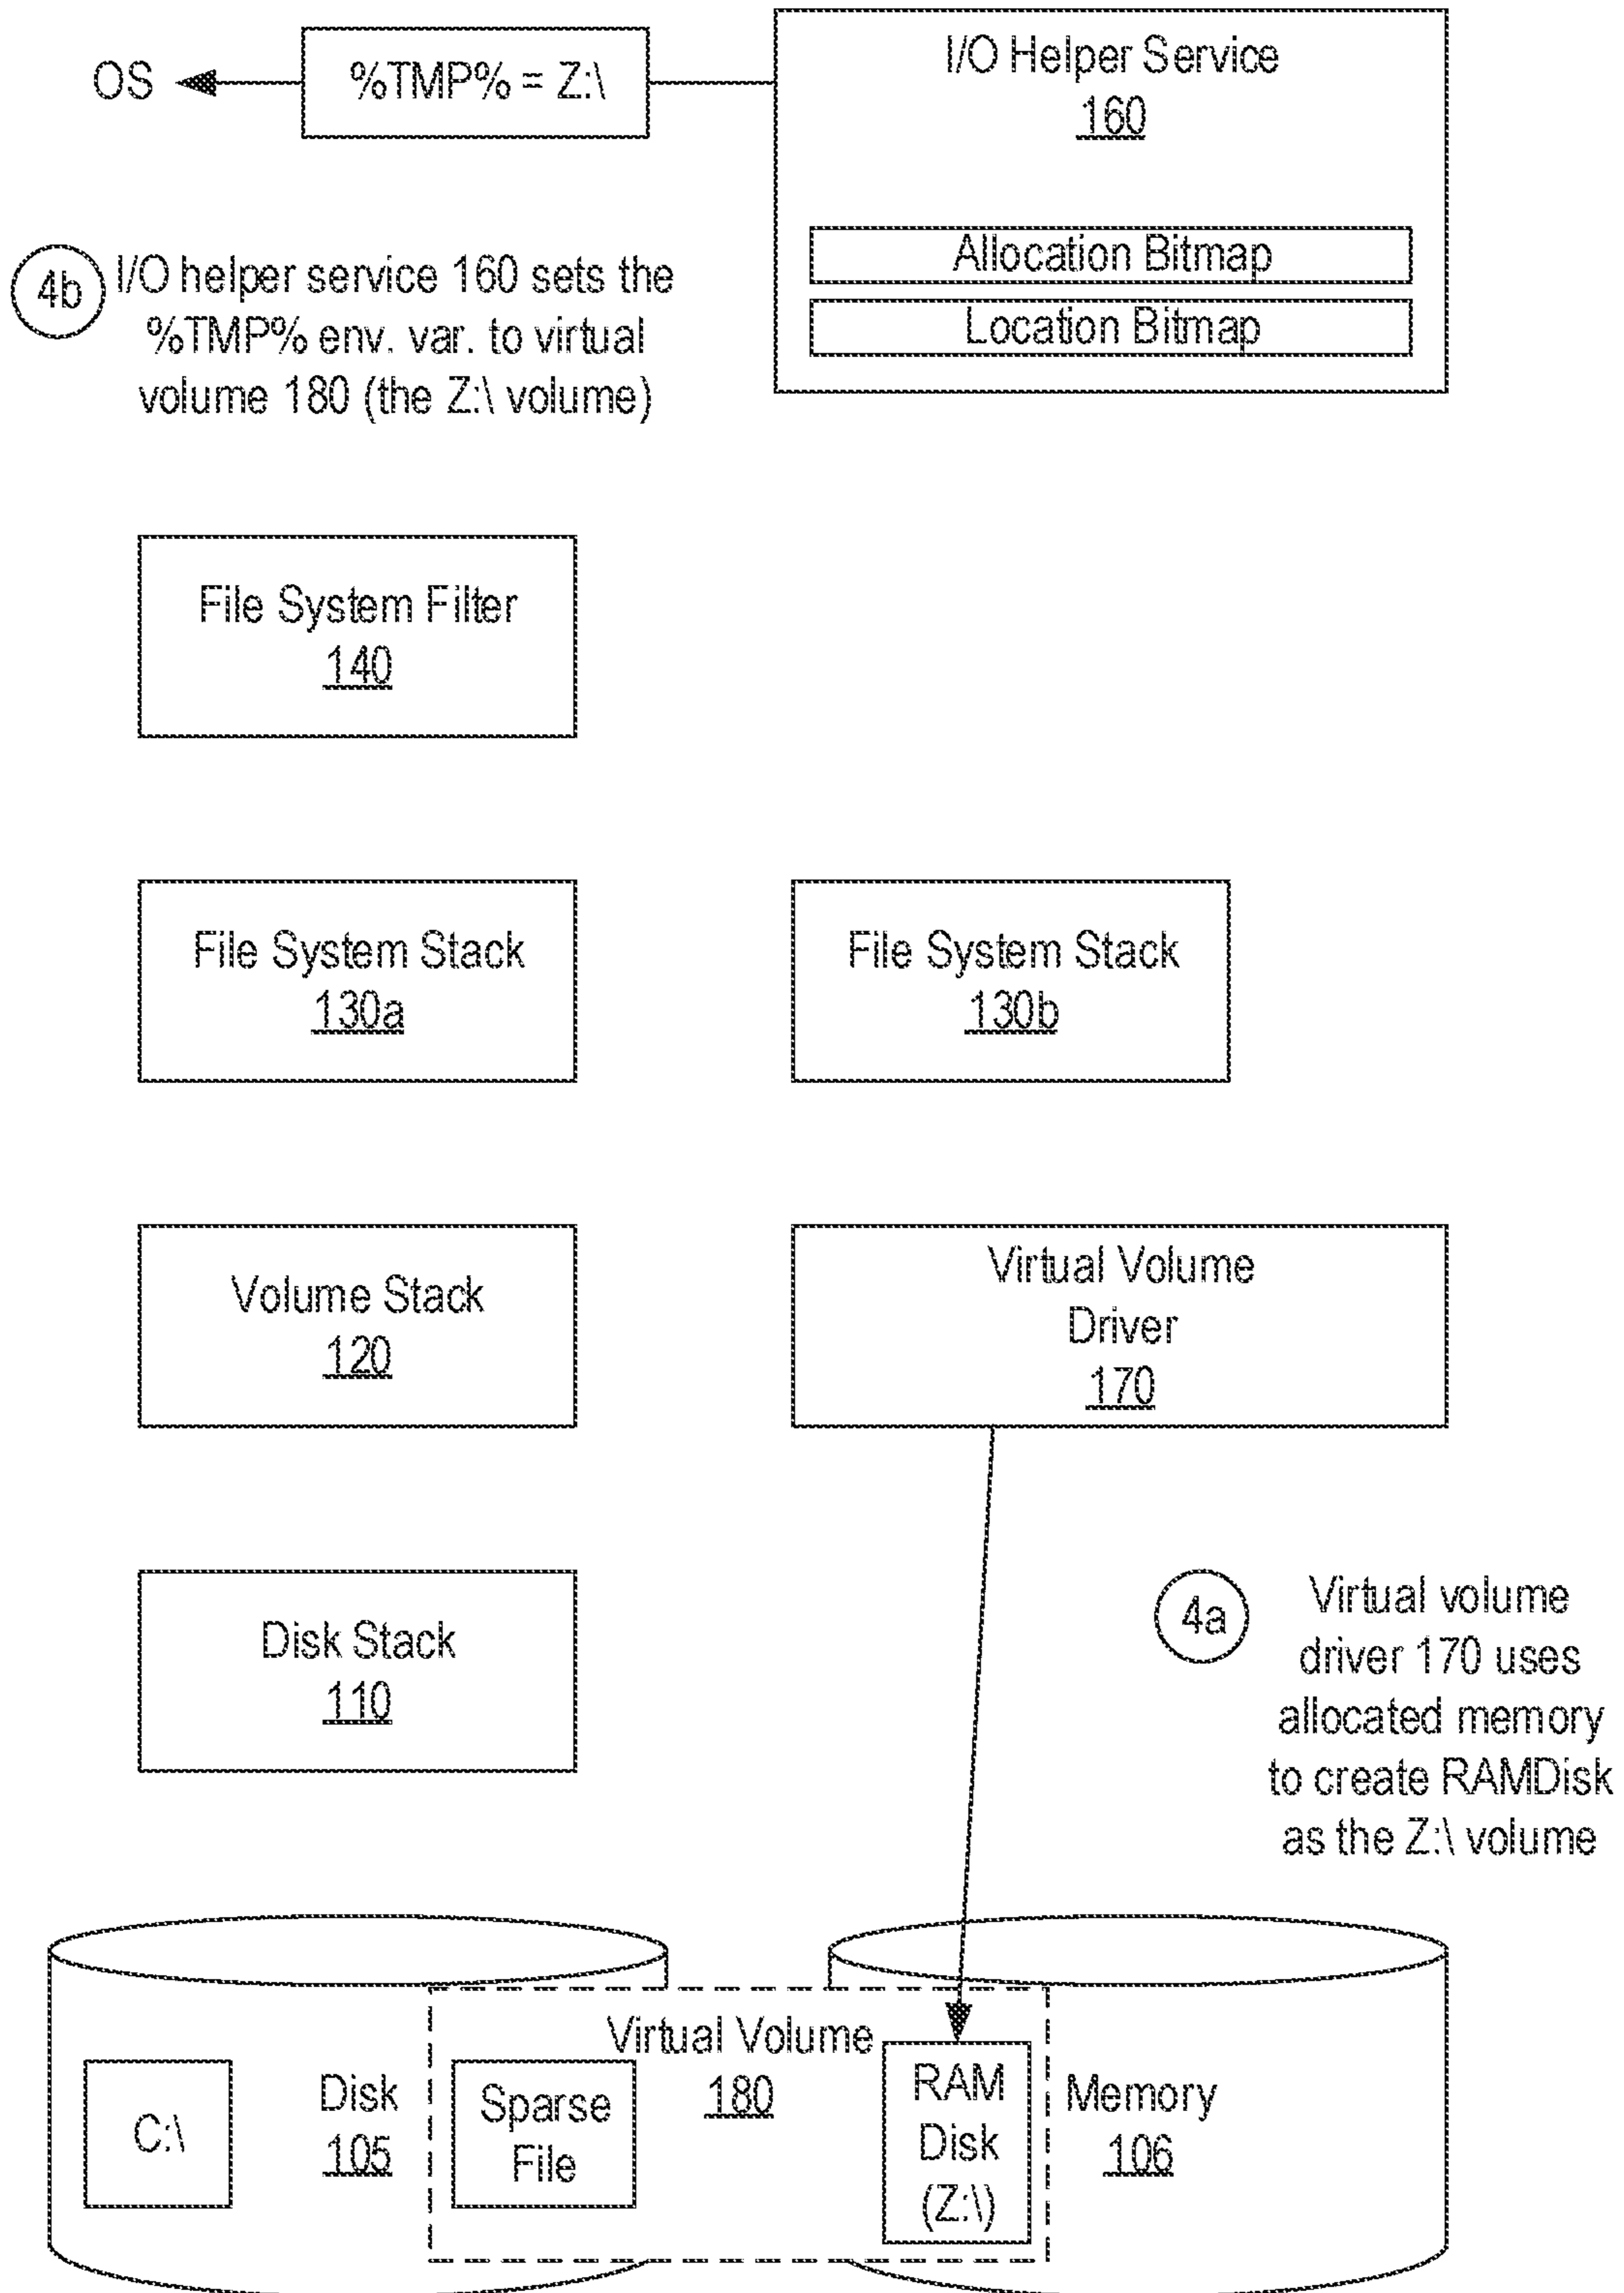 OS
%TMP% = Z:\
I/O Helper Service
160
Allocation Bitmap
Location Bitmap
4b
I/O helper service 160 sets the
%TMP% env. var. to virtual
volume 180 (the Z:\ volume)
File System Filter
140
File System Stack
130a
File System Stack
130b
Volume Stack
120
Virtual Volume
Driver
170
Disk Stack
110
4a
Virtual volume
driver 170 uses
allocated memory
to create RAMDisk
as the Z:\ volume
C:\
Disk
105
Sparse
File
Virtual Volume
180
RAM
Disk
(Z:\)
Memory
106